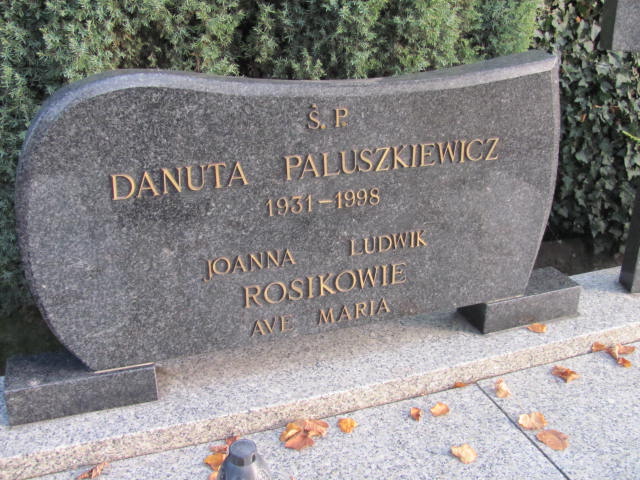 Ś. P.
DANUTA PALUSZKIEWICZ
1931-1998
JOANNA LUDWIK
ROSIKOWIE
AVE MARIA